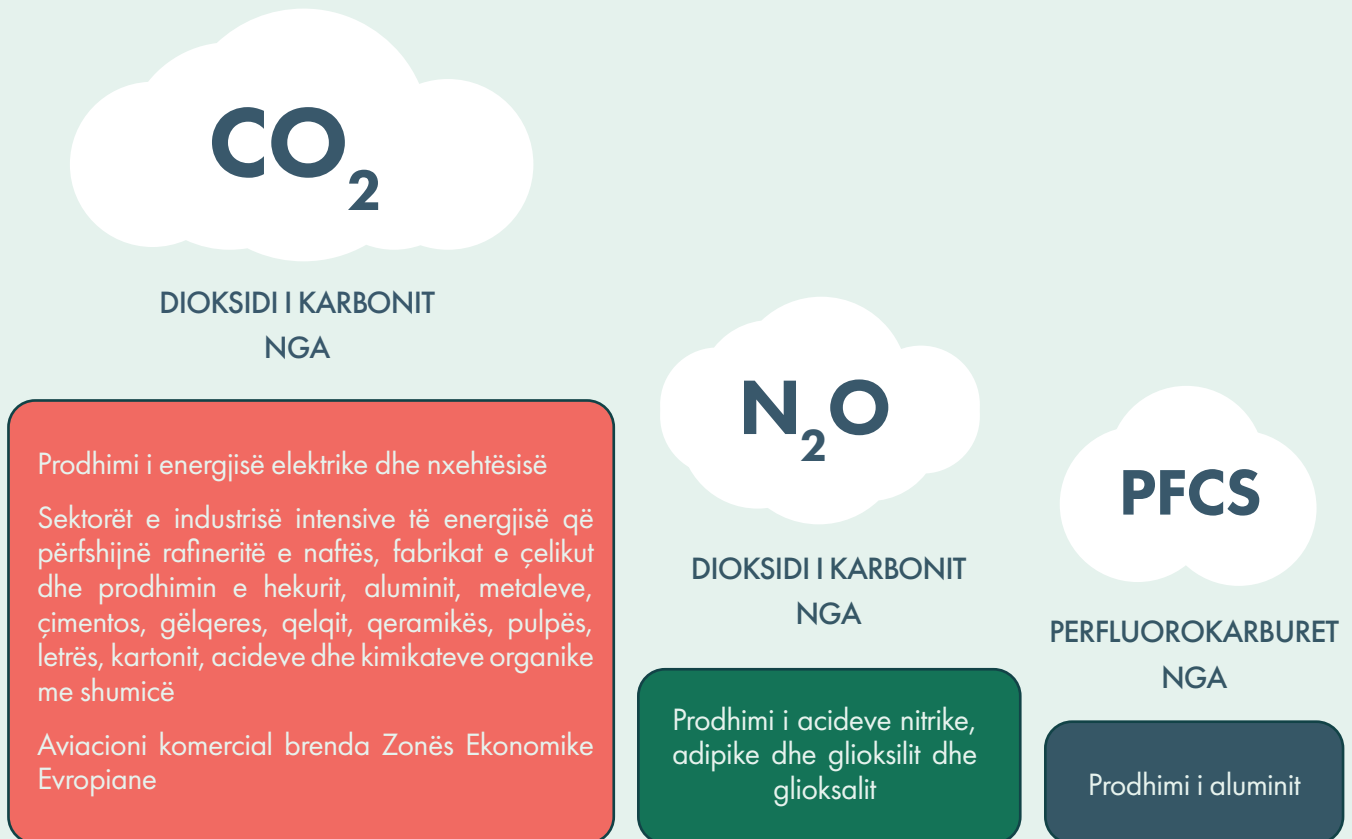 CO₂
DIOKSIDI I KARBONIT
NGA
Prodhimi i energjisë elektrike dhe nxehtësisë
Sektorët e industrisë intensive të energjisë që
përfshijnë rafineritë e naftës, fabrikat e çelikut
dhe prodhimin e hekurit, aluminit, metaleve,
çimentos, gëlqeres, qelqit, qeramikës, pulpës,
letrës, kartonit, acideve dhe kimikateve organike
me shumicë
Aviacioni komercial brenda Zonës Ekonomike
Evropiane
N₂O
DIOKSIDI I KARBONIT
NGA
Prodhimi i acideve nitrike,
adipike dhe glioksilit dhe
glioksalit
PFCS
PERFLUOROKARBURET
NGA
Prodhimi i aluminit